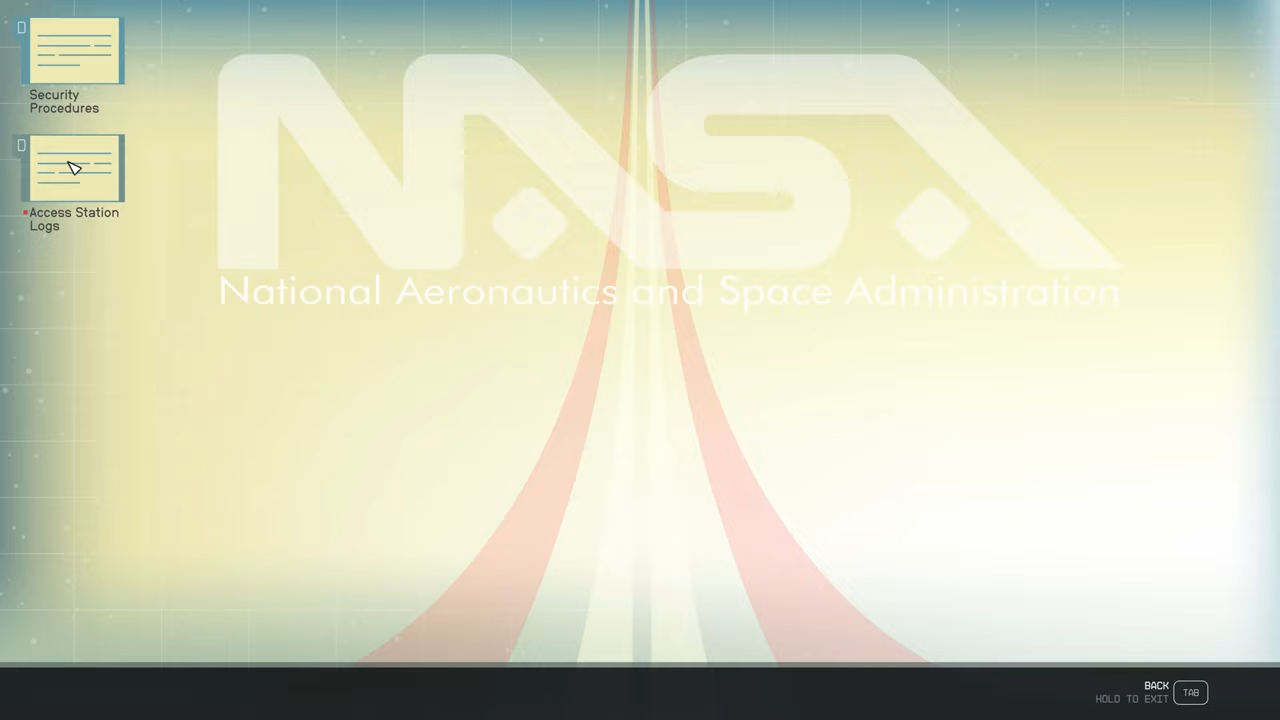 D
Security
Procedures
D
Access Station
Logs
NASA
National Aeronautics and Space Administration
BACK
HOLD TO EXIT
TAB